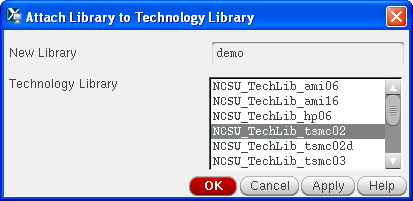 Attach Library to Technology Library
New Library
demo
Technology Library
NCSU_TechLib_ami06
NCSU_TechLib_ami16
NCSU_TechLib_hp06
NCSU_TechLib_tsmc02
NCSU_TechLib_tsmc02d
NCSU_TechLib_tsmc03
OK Cancel Apply Help